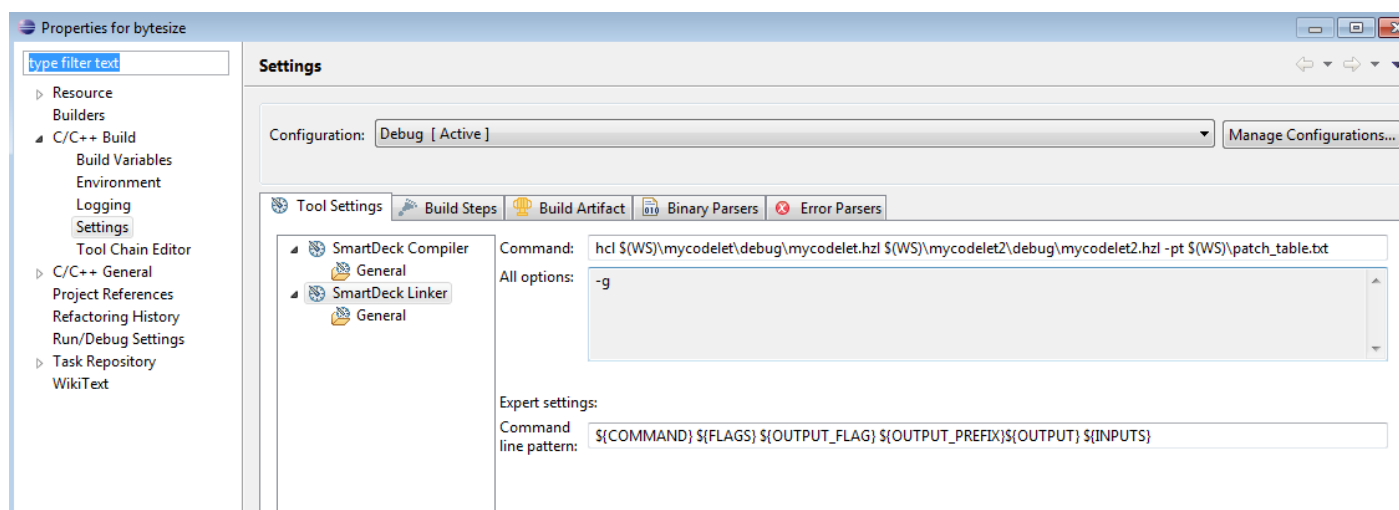 Properties for bytesize
type filter text
Settings
Resource
Builders
C/C++ Build
Build Variables
Environment
Logging
Settings
Tool Chain Editor
C/C++ General
Project References
Refactoring History
Run/Debug Settings
Task Repository
WikiText
Configuration: Debug [ Active ] Manage Configurations...
Tool Settings Build Steps Build Artifact 010 Binary Parsers Error Parsers
SmartDeck Compiler
General
SmartDeck Linker
General
Command: hcl $(WS)\mycodelet\debug\mycodelet.hzl $(WS)\mycodelet2\debug\mycodelet2.hzl -pt $(WS)\patch_table.txt
All options: -g
Expert settings:
Command
line pattern: ${COMMAND} ${FLAGS} ${OUTPUT_FLAG} ${OUTPUT_PREFIX}${OUTPUT} ${INPUTS}